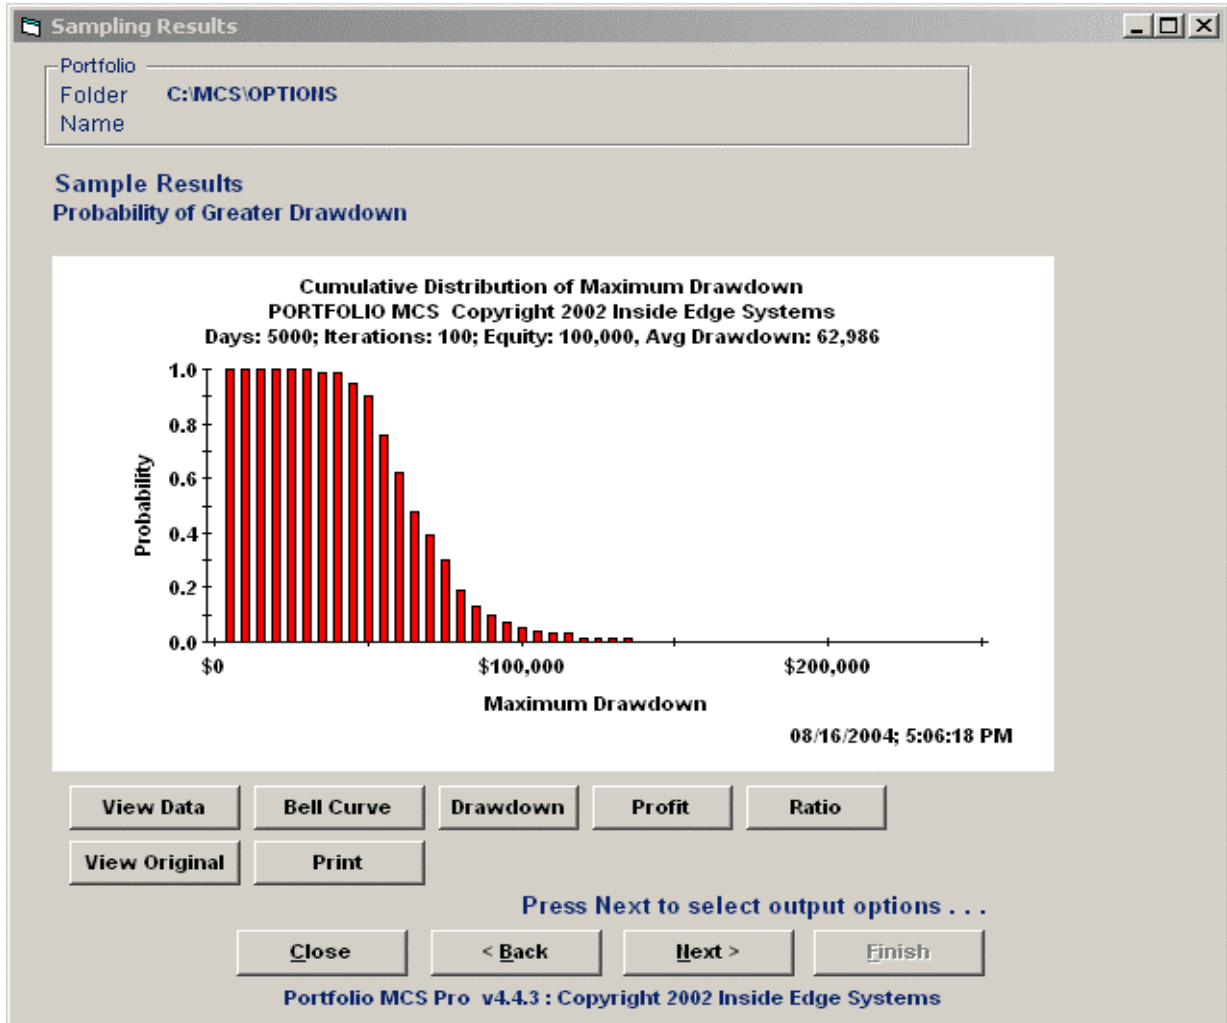 Sampling Results
Portfolio
Folder C:\MCS\OPTIONS
Name
Sample Results
Probability of Greater Drawdown
Cumulative Distribution of Maximum Drawdown
PORTFOLIO MCS Copyright 2002 Inside Edge Systems
Days: 5000; Iterations: 100; Equity: 100,000, Avg Drawdown: 62,986
1.0
0.8
0.6
0.4
0.2
0.0
Probability
$0 $100,000 $200,000
Maximum Drawdown
08/16/2004; 5:06:18 PM
View Data Bell Curve Drawdown Profit Ratio
View Original Print
Press Next to select output options . . .
Close < Back Next > Finish
Portfolio MCS Pro v4.4.3 : Copyright 2002 Inside Edge Systems